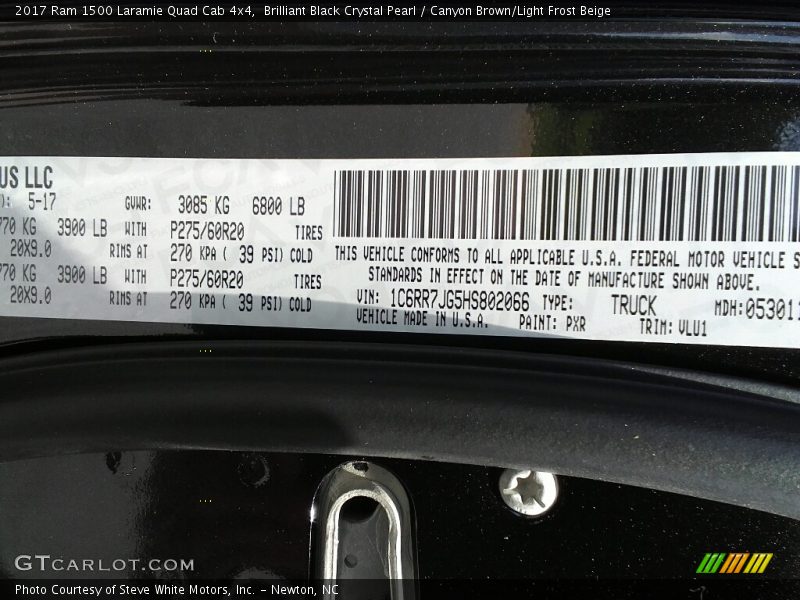 2017 Ram 1500 Laramie Quad Cab 4x4,  Brilliant Black Crystal Pearl / Canyon Brown/Light Frost Beige
US LLC
): 5-17 GVWR: 3085 KG 6800 LB
770 KG 3900 LB WITH P275/60R20 TIRES
20X9.0 RIMS AT 270 KPA ( 39 PSI) COLD
770 KG 3900 LB WITH P275/60R20 TIRES
20X9.0 RIMS AT 270 KPA ( 39 PSI) COLD
THIS VEHICLE CONFORMS TO ALL APPLICABLE U.S.A. FEDERAL MOTOR VEHICLE S
STANDARDS IN EFFECT ON THE DATE OF MANUFACTURE SHOWN ABOVE.
VIN: 1C6RR7JG5HS802066 TYPE: TRUCK MDH:053011
VEHICLE MADE IN U.S.A. PAINT: PXR TRIM: VLU1
GTCARLOT.COM
Photo Courtesy of Steve White Motors, Inc. - Newton, NC